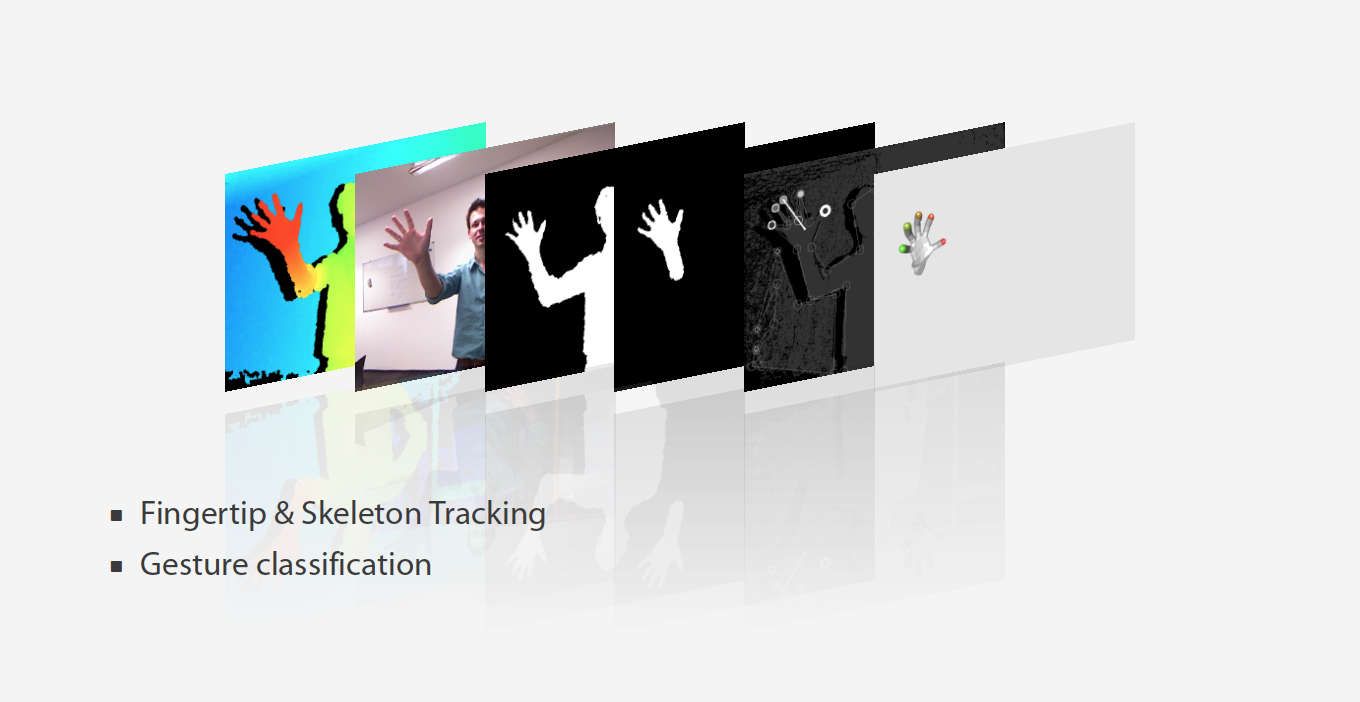 ▪ Fingertip & Skeleton Tracking
▪ Gesture classification